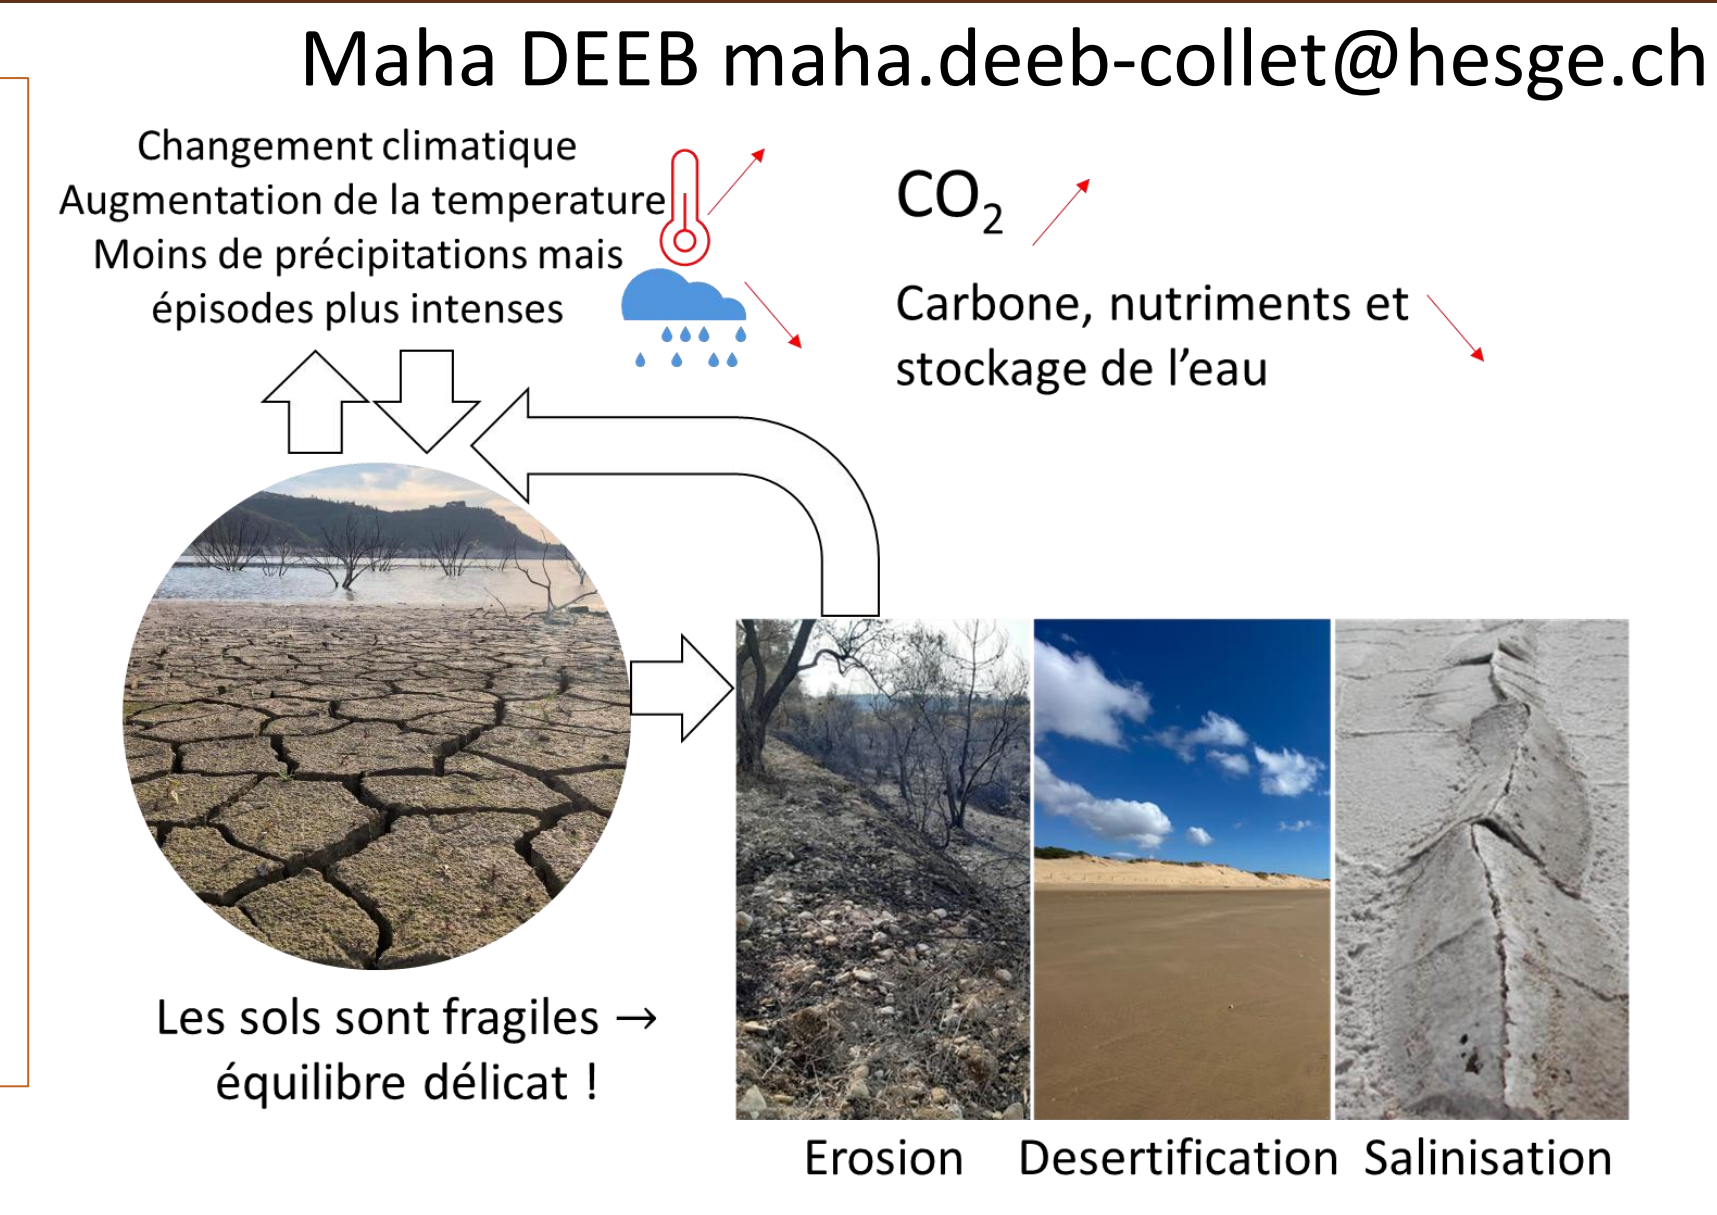 Maha DEEB maha.deeb-collet@hesge.ch
Changement climatique
Augmentation de la temperature
Moins de précipitations mais
épisodes plus intenses
CO₂
Carbone, nutriments et
stockage de l’eau
Les sols sont fragiles →
équilibre délicat !
Erosion Desertification Salinisation